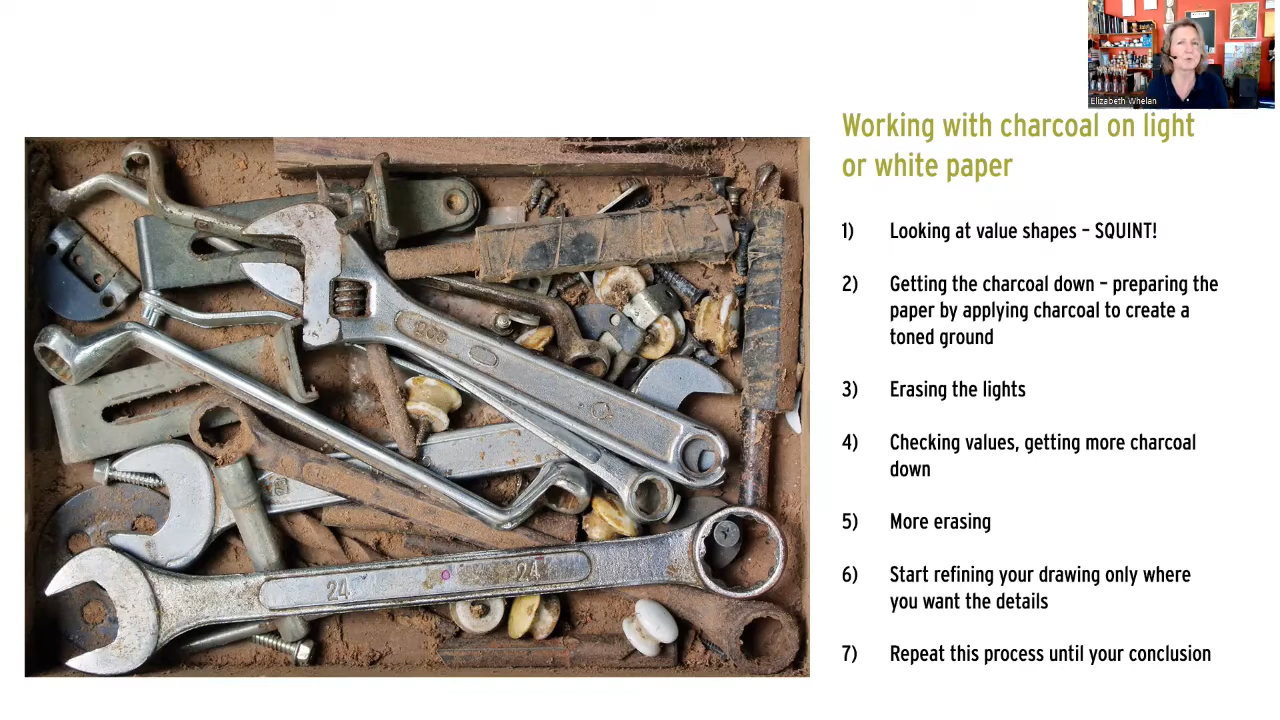 Elizabeth Whelan
Working with charcoal on light
or white paper
1) Looking at value shapes – SQUINT!
2) Getting the charcoal down – preparing the
paper by applying charcoal to create a
toned ground
3) Erasing the lights
4) Checking values, getting more charcoal
down
5) More erasing
6) Start refining your drawing only where
you want the details
7) Repeat this process until your conclusion
24
24